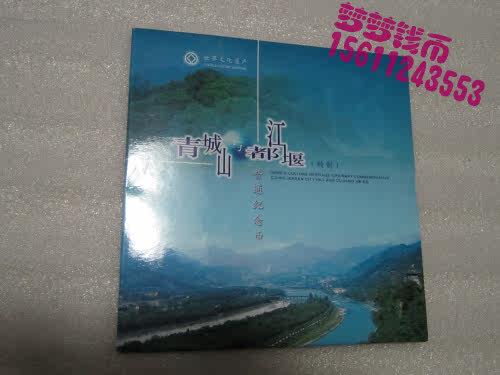 梦梦钱币
15611243553
世界文化遗产
青城山与都江堰(特制)
普通纪念币